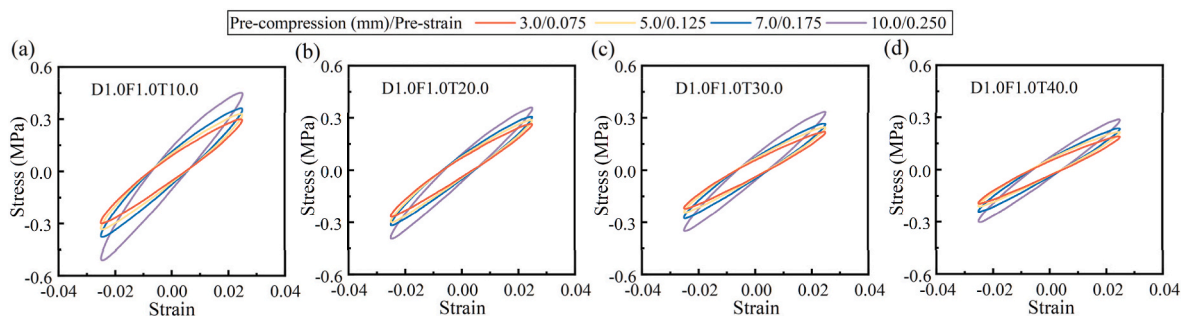 Pre-compression (mm)/Pre-strain 3.0/0.075 5.0/0.125 7.0/0.175 10.0/0.250
(a)
0.6
0.3
0.0
-0.3
-0.6
Stress (MPa)
D1.0F1.0T10.0
-0.04 -0.02 0.00 0.02 0.04
Strain
(b)
0.6
0.3
0.0
-0.3
-0.6
Stress (MPa)
D1.0F1.0T20.0
-0.04 -0.02 0.00 0.02 0.04
Strain
(c)
0.6
0.3
0.0
-0.3
-0.6
Stress (MPa)
D1.0F1.0T30.0
-0.04 -0.02 0.00 0.02 0.04
Strain
(d)
0.6
0.3
0.0
-0.3
-0.6
Stress (MPa)
D1.0F1.0T40.0
-0.04 -0.02 0.00 0.02 0.04
Strain